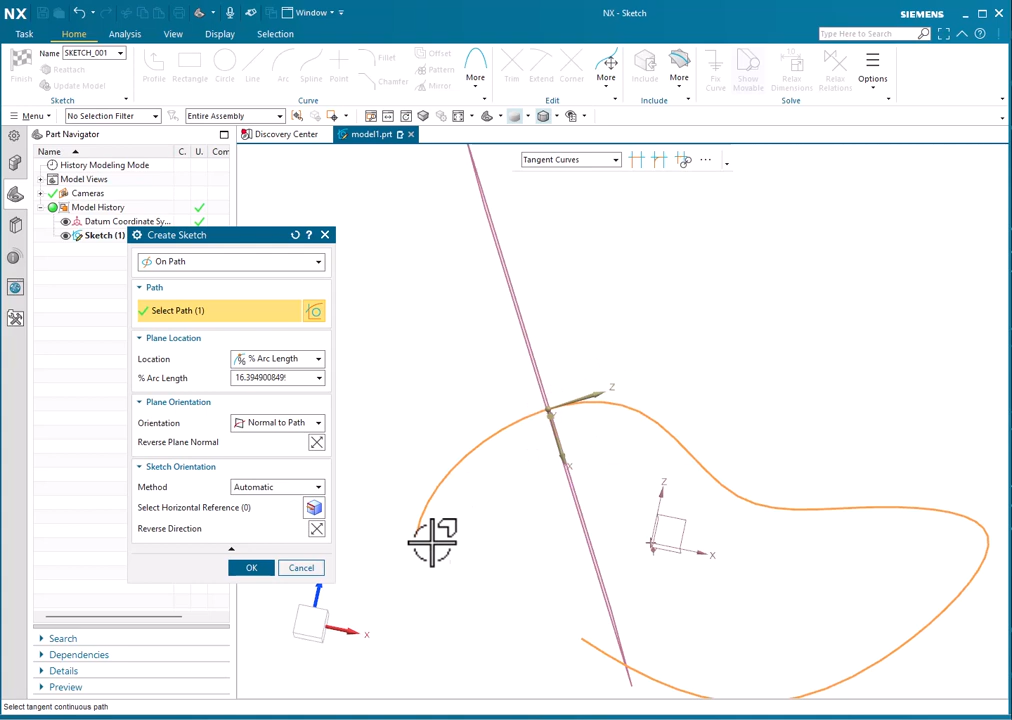 NX Window NX - Sketch SIEMENS
Task Home Analysis View Display Selection Type Here to Search
Name SKETCH_001
Reattach
Update Model
Finish
Profile Rectangle Circle Line Arc Spline Point
Fillet
Chamfer
Offset
Pattern
Mirror
More
Trim Extend Corner More
Include More
Fix Curve
Show Movable
Relax Dimensions
Relax Relations
Options
Sketch Curve Edit Include Solve
Menu No Selection Filter Entire Assembly
Part Navigator
Discovery Center model1.prt
Name C. U. Com
History Modeling Mode
Model Views
Cameras
Model History
Datum Coordinate Sy...
Sketch (1)
Tangent Curves
Create Sketch
On Path
Path
Select Path (1)
Plane Location
Location % Arc Length
% Arc Length 16.3949008495
Plane Orientation
Orientation Normal to Path
Reverse Plane Normal
Sketch Orientation
Method Automatic
Select Horizontal Reference (0)
Reverse Direction
OK Cancel
Z
X
Z
X
X
Search
Dependencies
Details
Preview
Select tangent continuous path